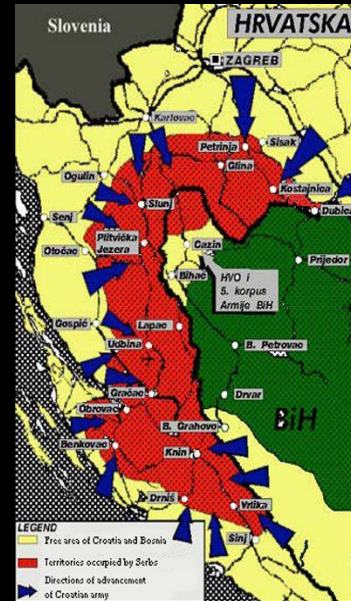 Slovenia
HRVATSKA
ZAGREB
Karlovac
Petrinja
Sisak
Glina
Ogulin
Kostajnica
Senj
Slunj
Dubica
Plitvička
Jezera
Cazin
Otočac
Prijedor
Bihać
HVO i
5. korpus
Armije BiH
Gospić
Lapac
Udbina
B. Petrovac
Gračac
Drvar
BiH
Obrovac
B. Grahovo
Benkovac
Knin
Drniš
Vrlika
Sinj
LEGEND
Free area of Croatia and Bosnia
Territories occupied by Serbs
Directions of advancement
of Croatian army